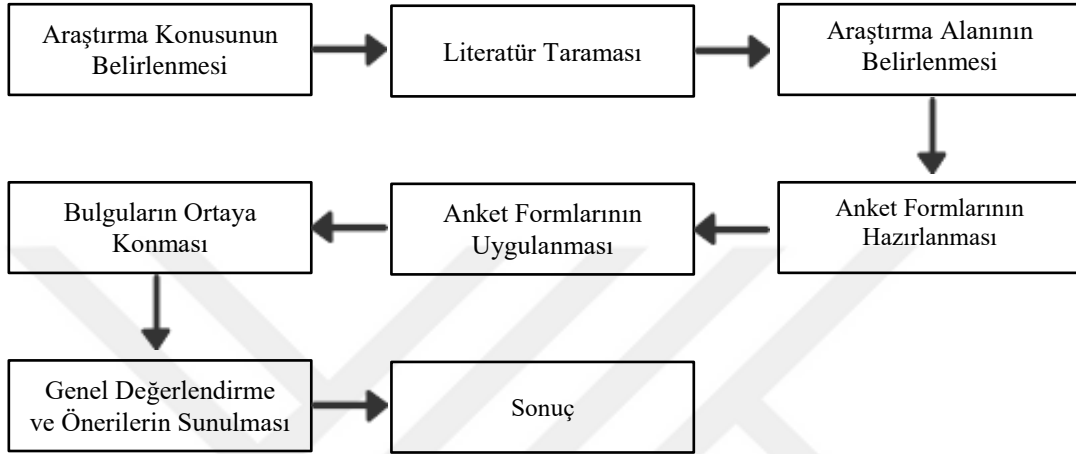 Araştırma Konusunun
Belirlenmesi
Literatür Taraması
Araştırma Alanının
Belirlenmesi
Anket Formlarının
Hazırlanması
Anket Formlarının
Uygulanması
Bulguların Ortaya
Konması
Genel Değerlendirme
ve Önerilerin Sunulması
Sonuç